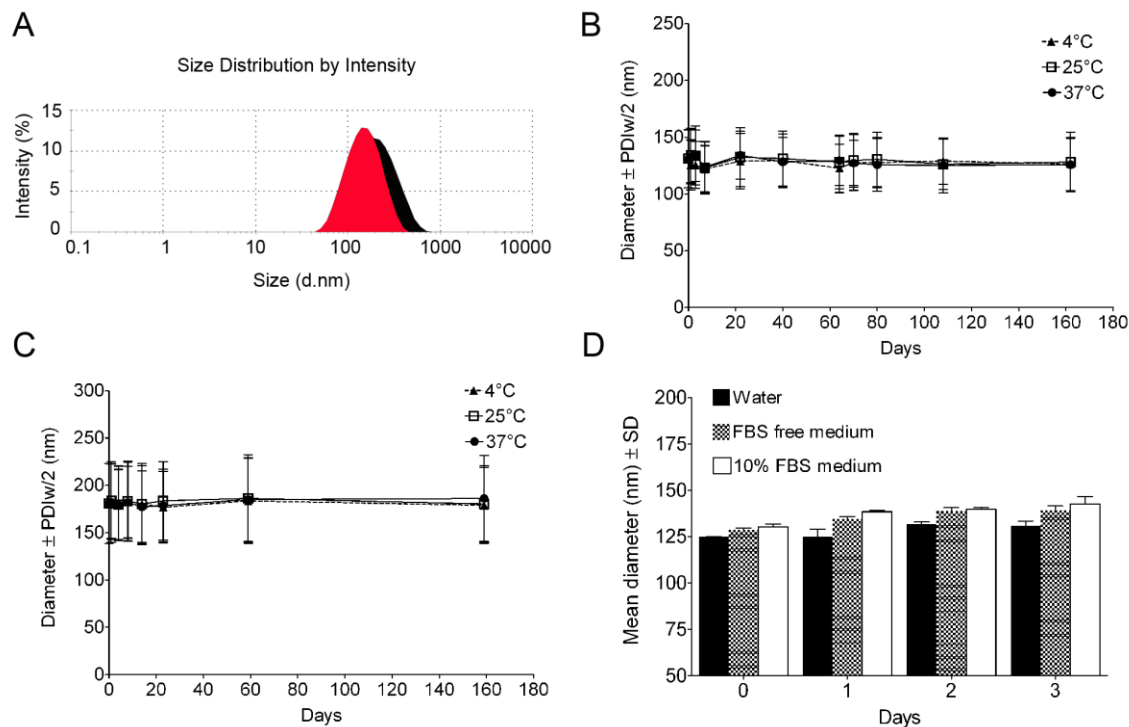 A
Size Distribution by Intensity
Intensity (%)
15
10
5
0
0.1 1 10 100 1000 10000
Size (d.nm)
B
Diameter ± PDIw/2 (nm)
250
200
150
100
50
0
4°C
25°C
37°C
0 20 40 60 80 100 120 140 160 180
Days
C
Diameter ± PDIw/2 (nm)
300
250
200
150
100
50
0
4°C
25°C
37°C
0 20 40 60 80 100 120 140 160 180
Days
D
Mean diameter (nm) ± SD
200
175
150
125
100
75
50
Water
FBS free medium
10% FBS medium
0 1 2 3
Days